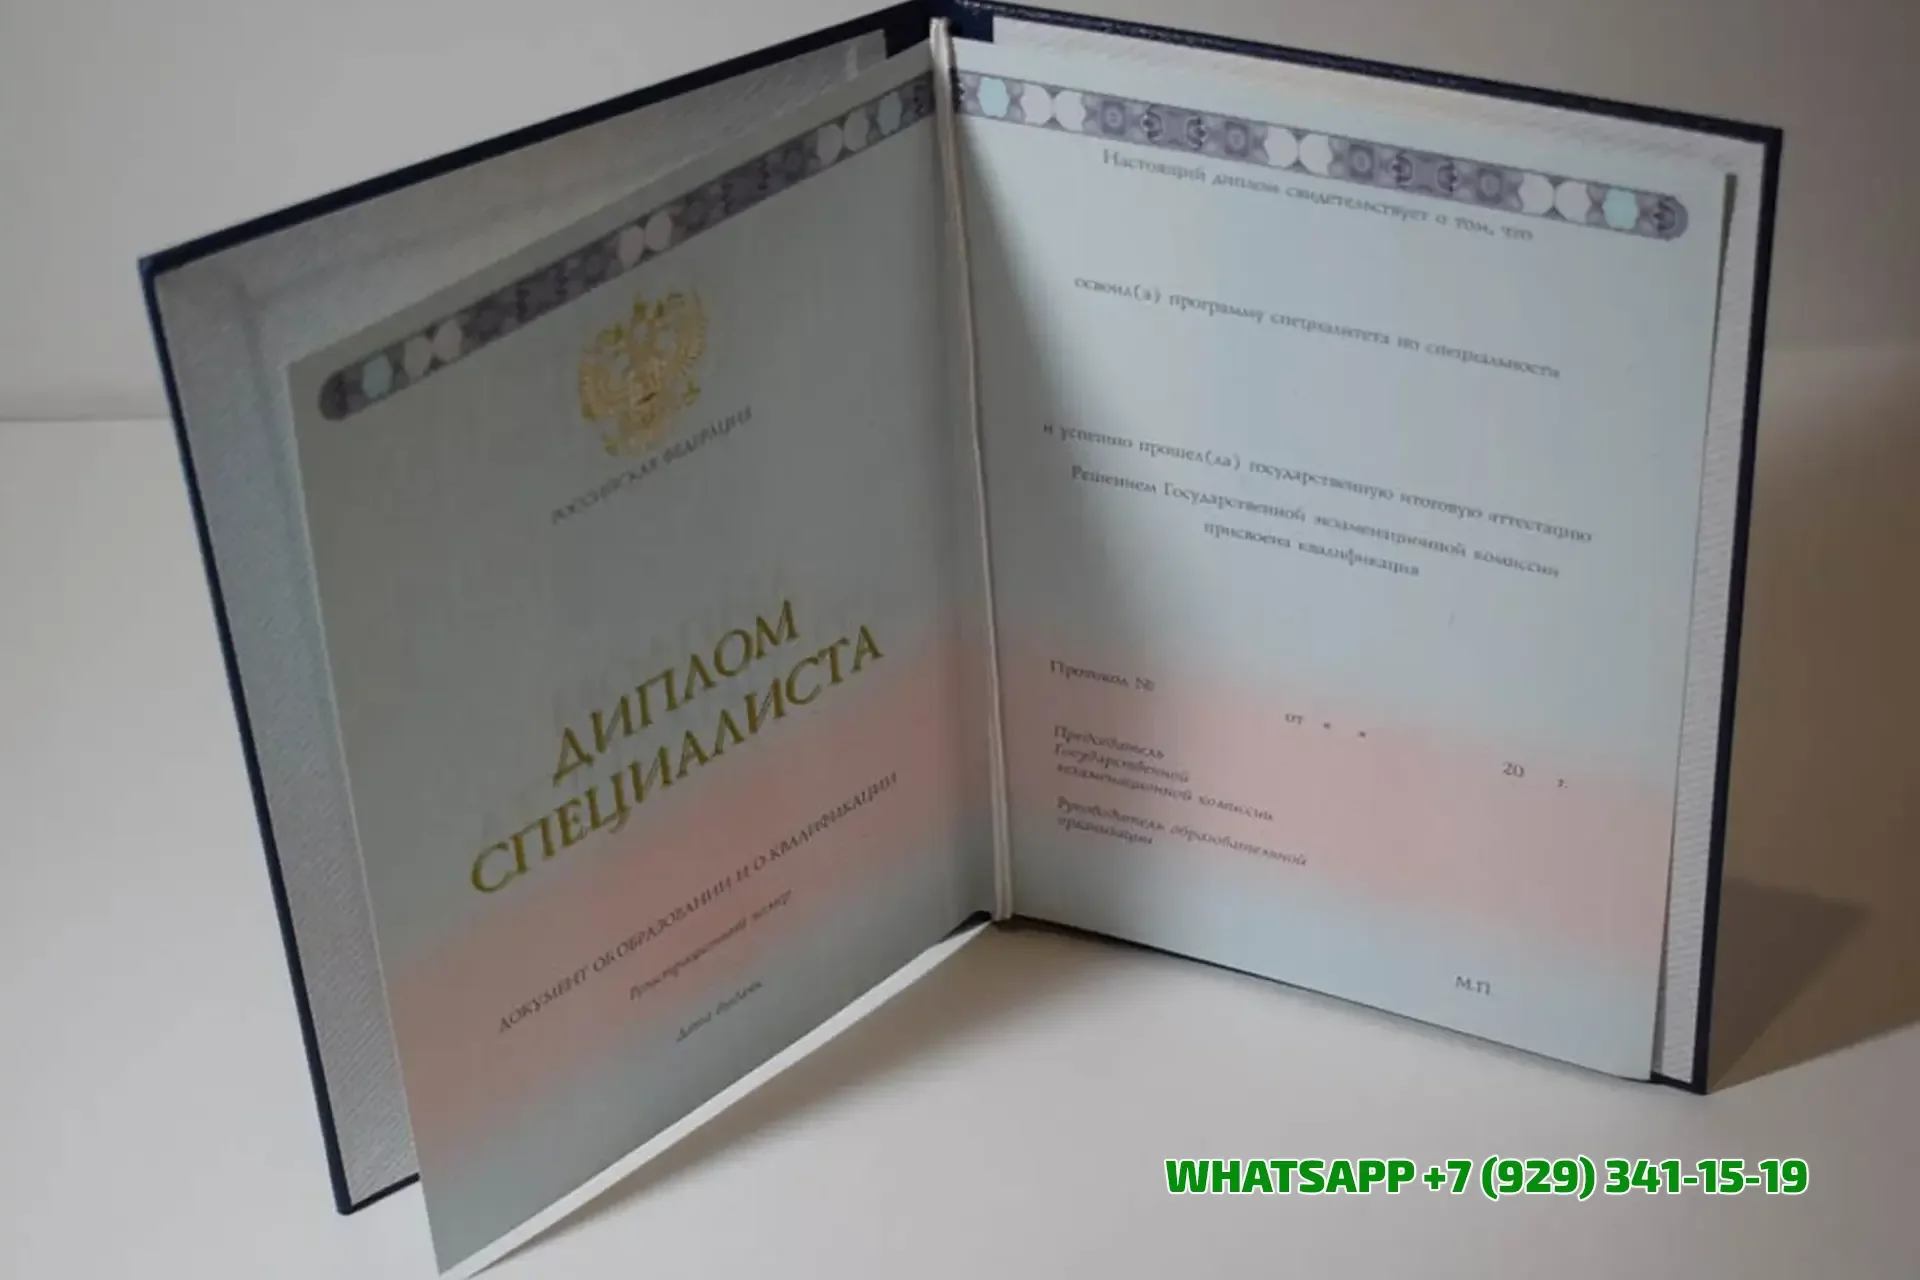 РОССИЙСКАЯ ФЕДЕРАЦИЯ
ДИПЛОМ
СПЕЦИАЛИСТА
ДОКУМЕНТ ОБ ОБРАЗОВАНИИ И О КВАЛИФИКАЦИИ
Регистрационный номер
Дата выдачи
Настоящий диплом свидетельствует о том, что
освоил(а) программу специалитета по специальности
и успешно прошел(ла) государственную итоговую аттестацию
Решением Государственной экзаменационной комиссии
присвоена квалификация
Протокол №
от « »
20 г.
Председатель
Государственной
экзаменационной комиссии
Руководитель образовательной
организации
М.П.
WHATSAPP +7 (929) 341-15-19